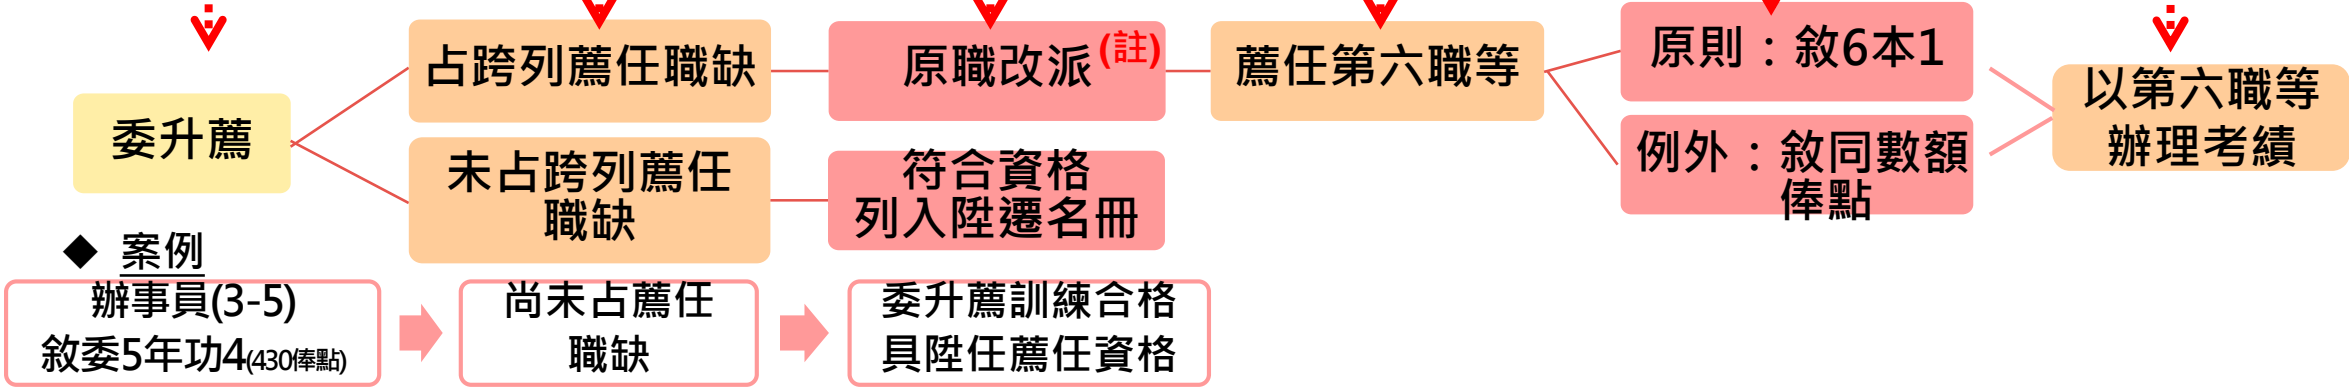 委升薦
占跨列薦任職缺
原職改派(註)
薦任第六職等
原則：敘6本1
例外：敘同數額
俸點
以第六職等
辦理考績
未占跨列薦任
職缺
符合資格
列入陞遷名冊
◆ 案例
辦事員(3-5)
敘委5年功4(430俸點)
尚未占薦任
職缺
委升薦訓練合格
具陞任薦任資格